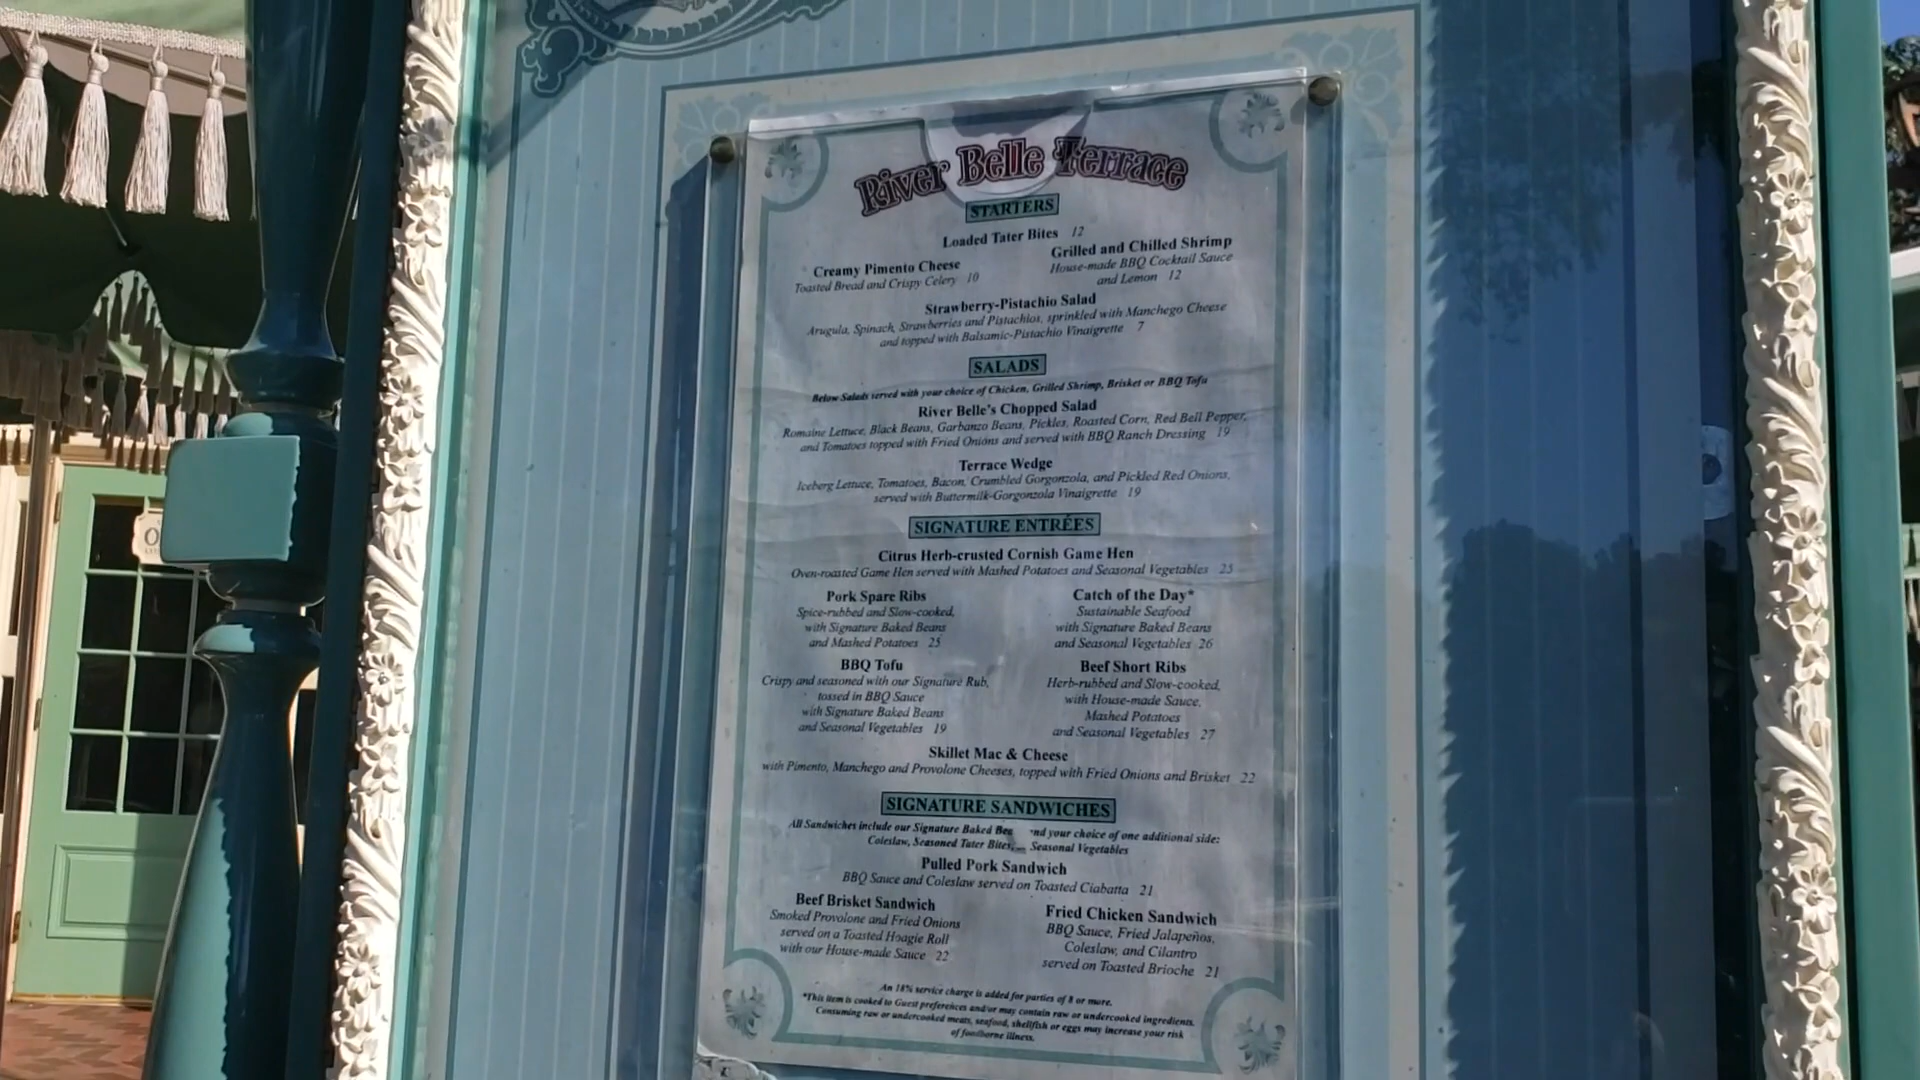 River Belle Terrace
STARTERS
Loaded Tater Bites 12
Creamy Pimento Cheese
Toasted Bread and Crispy Celery 10
Grilled and Chilled Shrimp
House-made BBQ Cocktail Sauce
and Lemon 12
Strawberry-Pistachio Salad
Arugula, Spinach, Strawberries and Pistachios, sprinkled with Manchego Cheese
and topped with Balsamic-Pistachio Vinaigrette 7
SALADS
Below Salads served with your choice of Chicken, Grilled Shrimp, Brisket or BBQ Tofu
River Belle's Chopped Salad
Romaine Lettuce, Black Beans, Garbanzo Beans, Pickles, Roasted Corn, Red Bell Pepper,
and Tomatoes topped with Fried Onions and served with BBQ Ranch Dressing 19
Terrace Wedge
Iceberg Lettuce, Tomatoes, Bacon, Crumbled Gorgonzola, and Pickled Red Onions,
served with Buttermilk-Gorgonzola Vinaigrette 19
SIGNATURE ENTRÉES
Citrus Herb-crusted Cornish Game Hen
Oven-roasted Game Hen served with Mashed Potatoes and Seasonal Vegetables 25
Pork Spare Ribs
Spice-rubbed and Slow-cooked,
with Signature Baked Beans
and Mashed Potatoes 25
Catch of the Day*
Sustainable Seafood
with Signature Baked Beans
and Seasonal Vegetables 26
BBQ Tofu
Crispy and seasoned with our Signature Rub,
tossed in BBQ Sauce
with Signature Baked Beans
and Seasonal Vegetables 19
Beef Short Ribs
Herb-rubbed and Slow-cooked,
with House-made Sauce,
Mashed Potatoes
and Seasonal Vegetables 27
Skillet Mac & Cheese
with Pimento, Manchego and Provolone Cheeses, topped with Fried Onions and Brisket 22
SIGNATURE SANDWICHES
All Sandwiches include our Signature Baked Bea nd your choice of one additional side:
Coleslaw, Seasoned Tater Bites, Seasonal Vegetables
Pulled Pork Sandwich
BBQ Sauce and Coleslaw served on Toasted Ciabatta 21
Beef Brisket Sandwich
Smoked Provolone and Fried Onions
served on a Toasted Hoagie Roll
with our House-made Sauce 22
Fried Chicken Sandwich
BBQ Sauce, Fried Jalapeños,
Coleslaw, and Cilantro
served on Toasted Brioche 21
An 18% service charge is added for parties of 8 or more.
*This item is cooked to Guest preferences and/or may contain raw or undercooked ingredients.
Consuming raw or undercooked meats, seafood, shellfish or eggs may increase your risk
of foodborne illness.